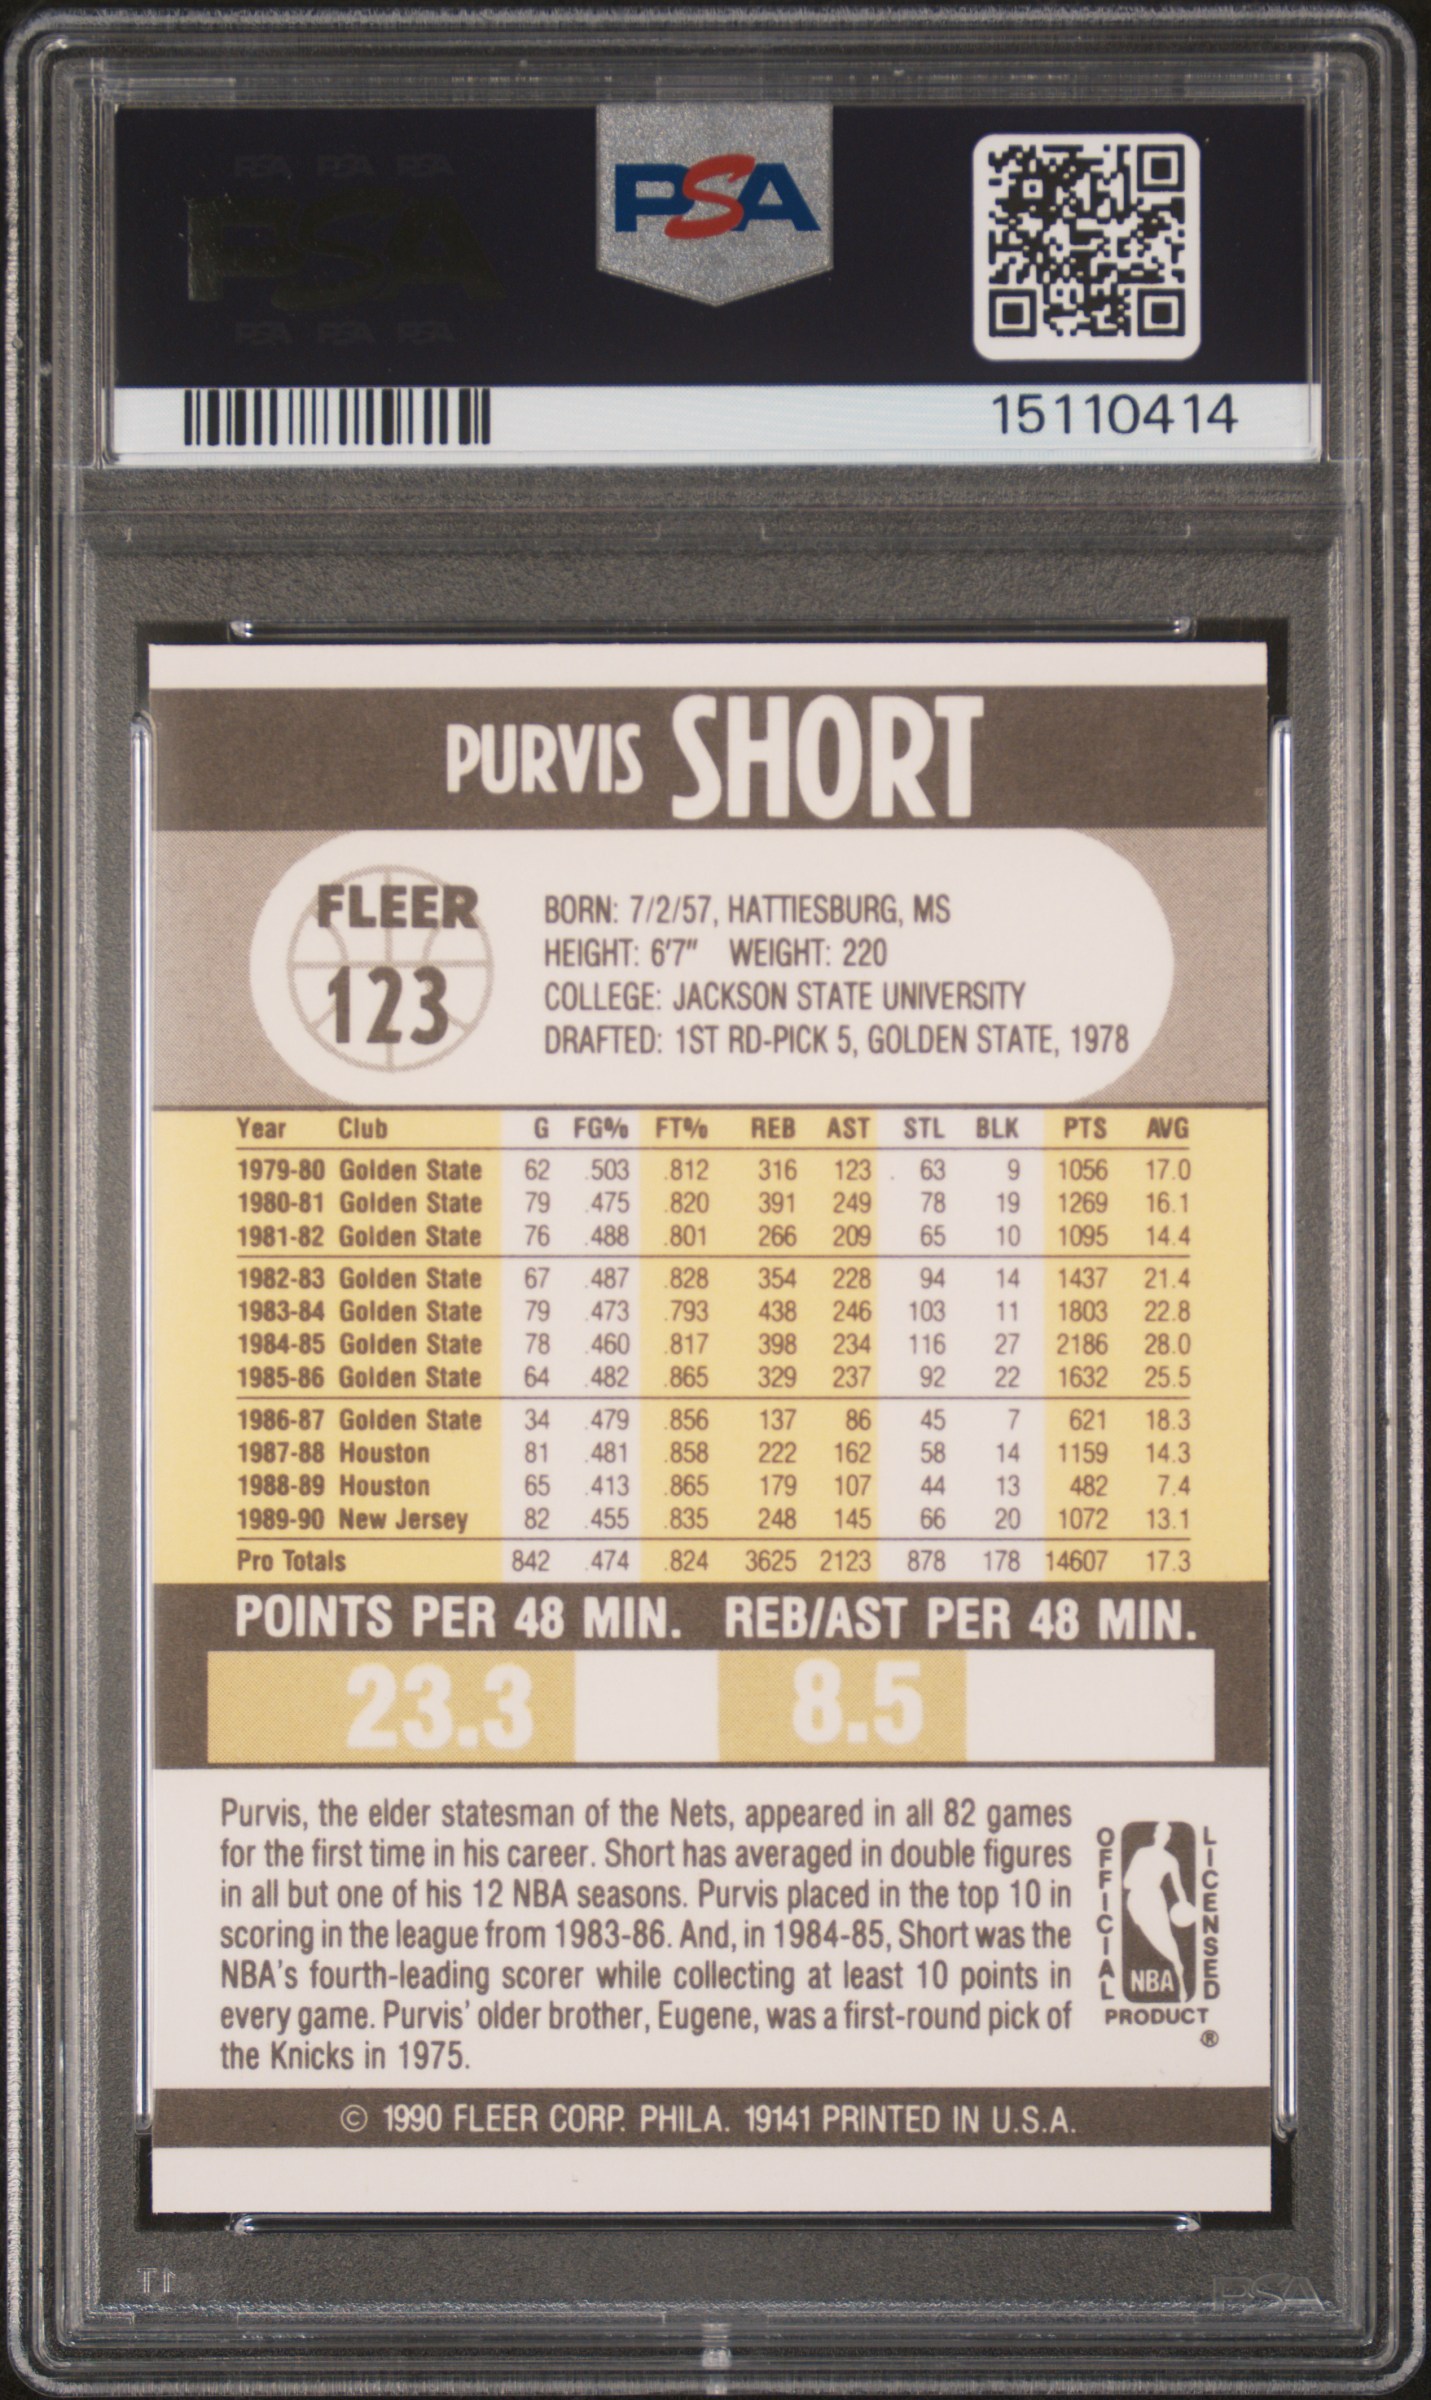 PSA PSA PSA
PSA
PSA PSA PSA
PSA
15110414
PURVIS SHORT
FLEER
123
BORN: 7/2/57, HATTIESBURG, MS
HEIGHT: 6'7" WEIGHT: 220
COLLEGE: JACKSON STATE UNIVERSITY
DRAFTED: 1ST RD-PICK 5, GOLDEN STATE, 1978
Year Club G FG% FT% REB AST STL BLK PTS AVG
1979-80 Golden State 62 .503 .812 316 123 63 9 1056 17.0
1980-81 Golden State 79 .475 .820 391 249 78 19 1269 16.1
1981-82 Golden State 76 .488 .801 266 209 65 10 1095 14.4
1982-83 Golden State 67 .487 .828 354 228 94 14 1437 21.4
1983-84 Golden State 79 .473 .793 438 246 103 11 1803 22.8
1984-85 Golden State 78 .460 .817 398 234 116 27 2186 28.0
1985-86 Golden State 64 .482 .865 329 237 92 22 1632 25.5
1986-87 Golden State 34 .479 .856 137 86 45 7 621 18.3
1987-88 Houston 81 .481 .858 222 162 58 14 1159 14.3
1988-89 Houston 65 .413 .865 179 107 44 13 482 7.4
1989-90 New Jersey 82 .455 .835 248 145 66 20 1072 13.1
Pro Totals 842 .474 .824 3625 2123 878 178 14607 17.3
POINTS PER 48 MIN. REB/AST PER 48 MIN.
23.3 8.5
Purvis, the elder statesman of the Nets, appeared in all 82 games
for the first time in his career. Short has averaged in double figures
in all but one of his 12 NBA seasons. Purvis placed in the top 10 in
scoring in the league from 1983-86. And, in 1984-85, Short was the
NBA's fourth-leading scorer while collecting at least 10 points in
every game. Purvis' older brother, Eugene, was a first-round pick of
the Knicks in 1975.
OFFICIAL
NBA
LICENSED
PRODUCT
®
© 1990 FLEER CORP. PHILA. 19141 PRINTED IN U.S.A.
PSA